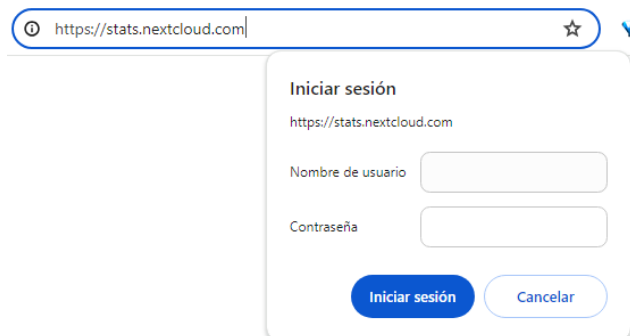 https://stats.nextcloud.com
Iniciar sesión
https://stats.nextcloud.com
Nombre de usuario
Contraseña
Iniciar sesión
Cancelar